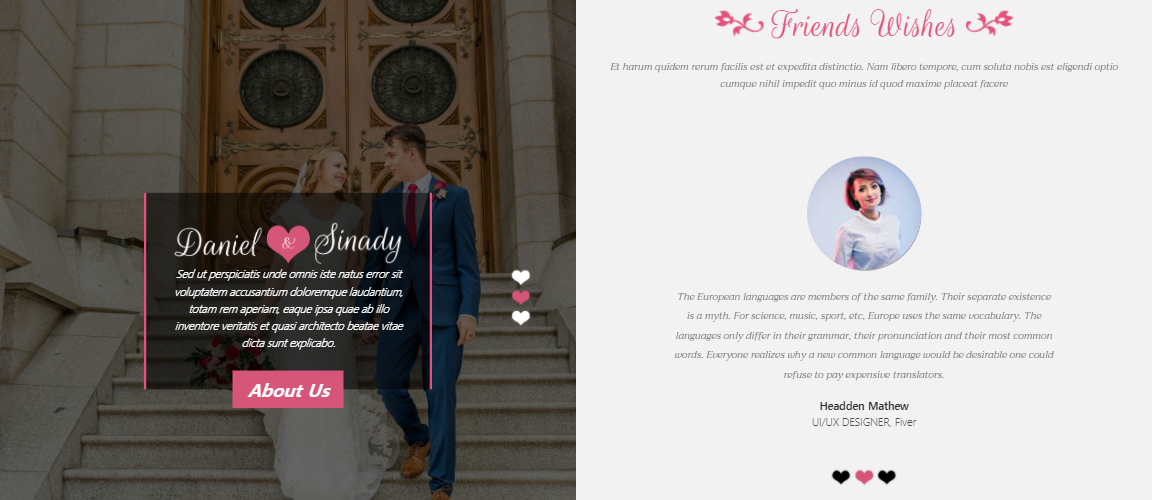 Daniel & Sinady
Sed ut perspiciatis unde omnis iste natus error sit
voluptatem accusantium doloremque laudantium,
totam rem aperiam, eaque ipsa quae ab illo
inventore veritatis et quasi architecto beatae vitae
dicta sunt explicabo.
About Us
Friends Wishes
Et harum quidem rerum facilis est et expedita distinctio. Nam libero tempore, cum soluta nobis est eligendi optio
cumque nihil impedit quo minus id quod maxime placeat facere
The European languages are members of the same family. Their separate existence
is a myth. For science, music, sport, etc, Europe uses the same vocabulary. The
languages only differ in their grammar, their pronunciation and their most common
words. Everyone realizes why a new common language would be desirable one could
refuse to pay expensive translators.
Headden Mathew
UI/UX DESIGNER, Fiver